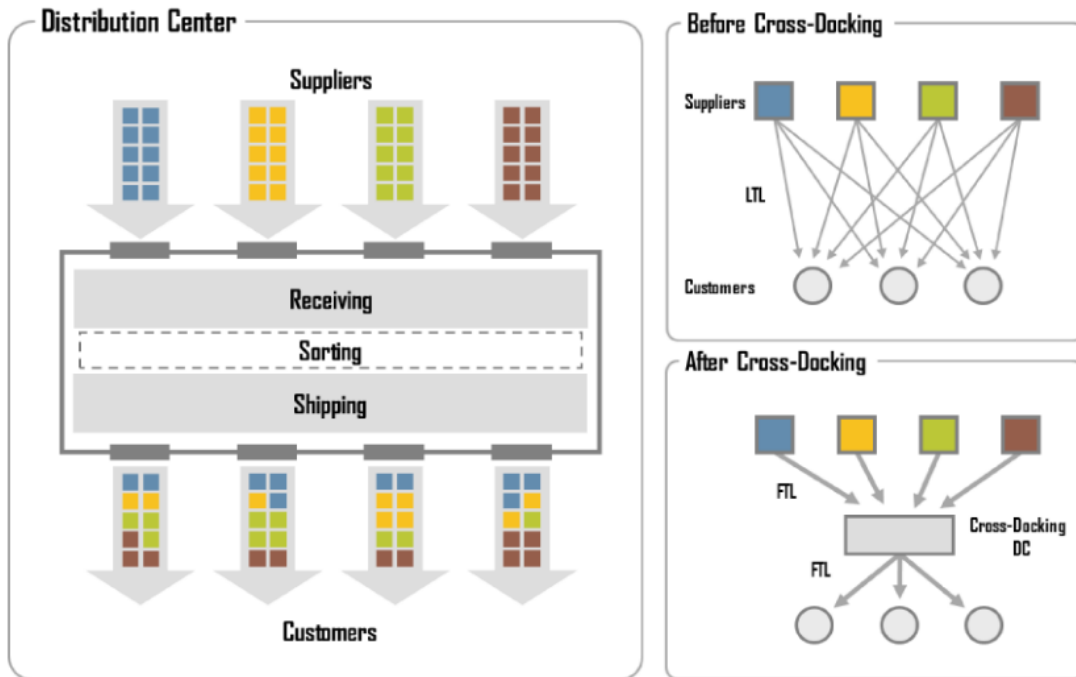 Distribution Center
Suppliers
Receiving
Sorting
Shipping
Customers
Before Cross-Docking
Suppliers
LTL
Customers
After Cross-Docking
FTL
Cross-Docking
DC
FTL